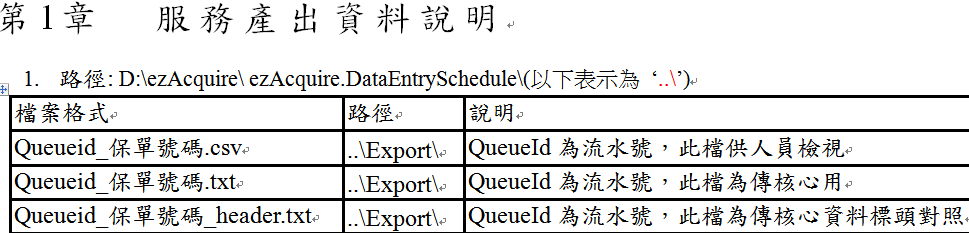 第 1 章 服務產出資料說明
1. 路徑: D:\ezAcquire\ ezAcquire.DataEntrySchedule\(以下表示為 ‘..\’)
檔案格式 路徑 說明
Queueid_保單號碼.csv ..\Export\ QueueId 為流水號，此檔供人員檢視
Queueid_保單號碼.txt ..\Export\ QueueId 為流水號，此檔為傳核心用
Queueid_保單號碼_header.txt ..\Export\ QueueId 為流水號，此檔為傳核心資料標頭對照